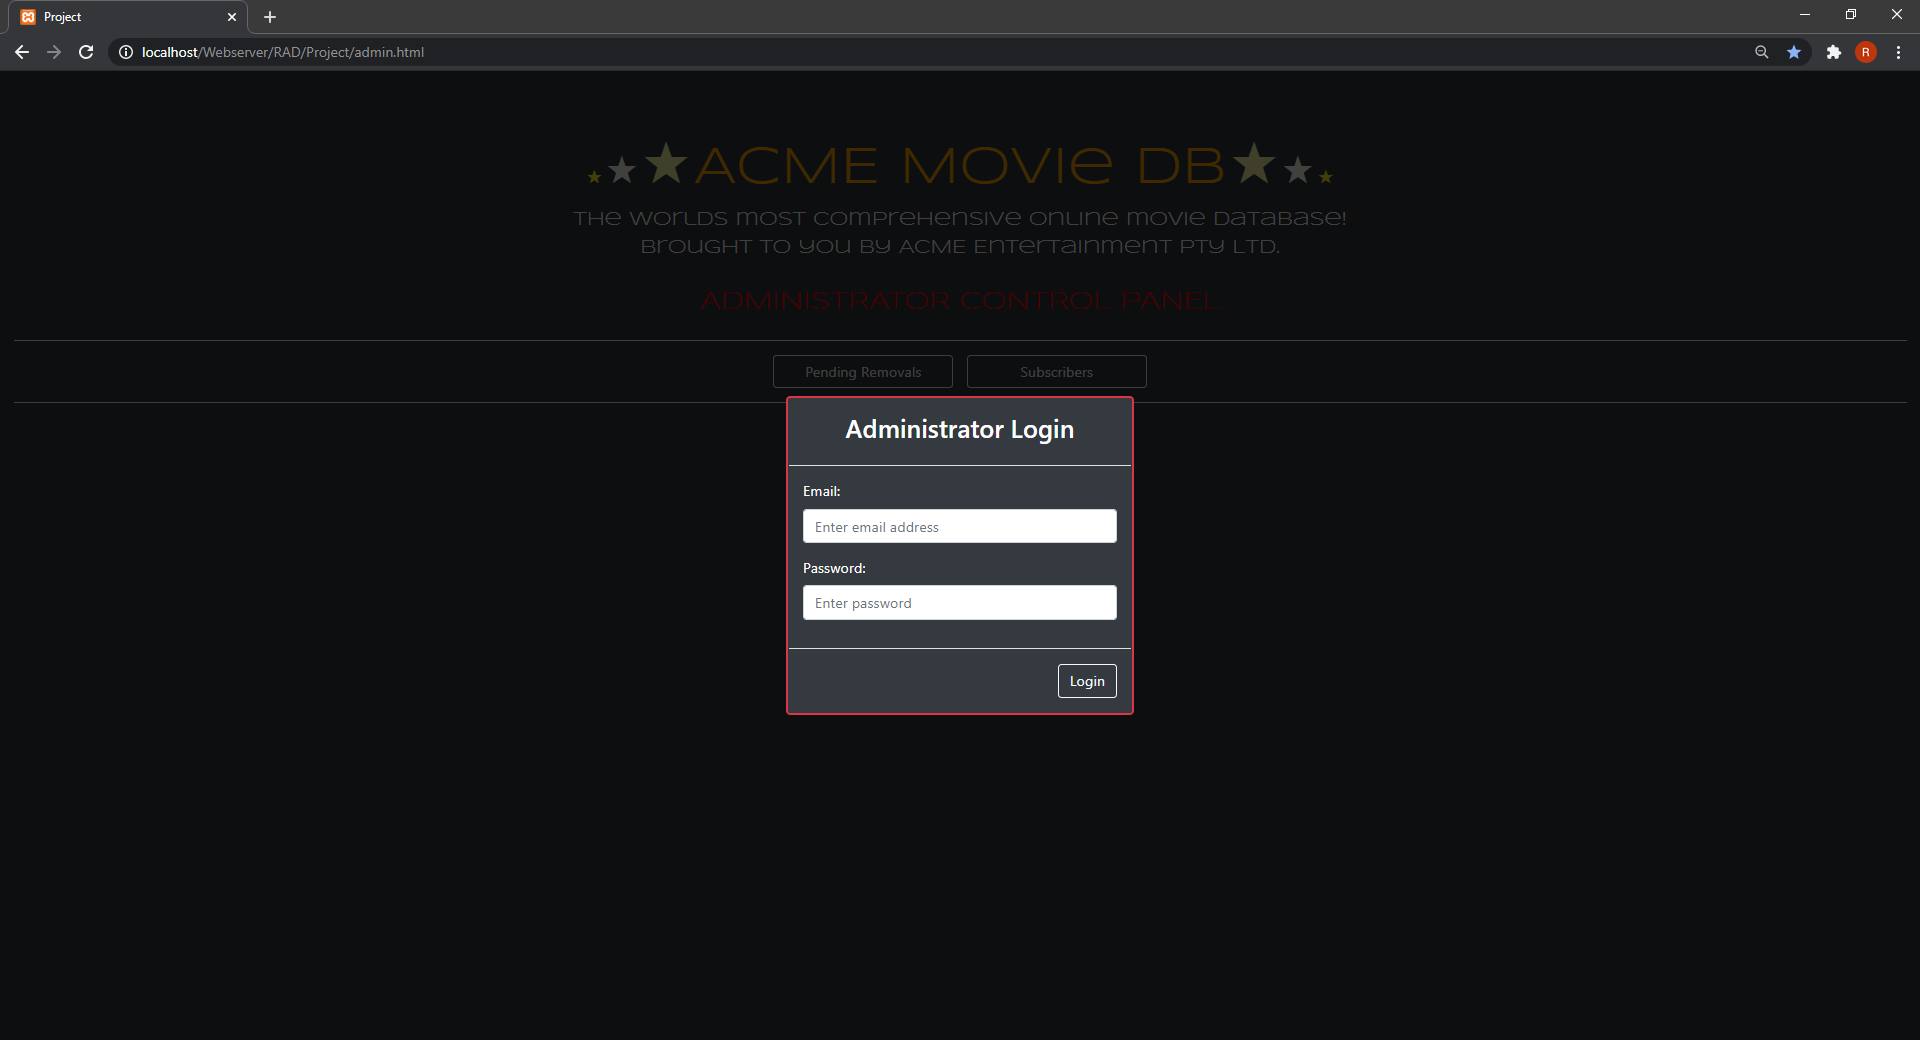 Project
localhost/Webserver/RAD/Project/admin.html
R
ACME Movie DB
The worlds most comprehensive online movie database!
Brought to you by ACME Entertainment Pty Ltd.
ADMINISTRATOR CONTROL PANEL
Pending Removals
Subscribers
Administrator Login
Email:
Enter email address
Password:
Enter password
Login